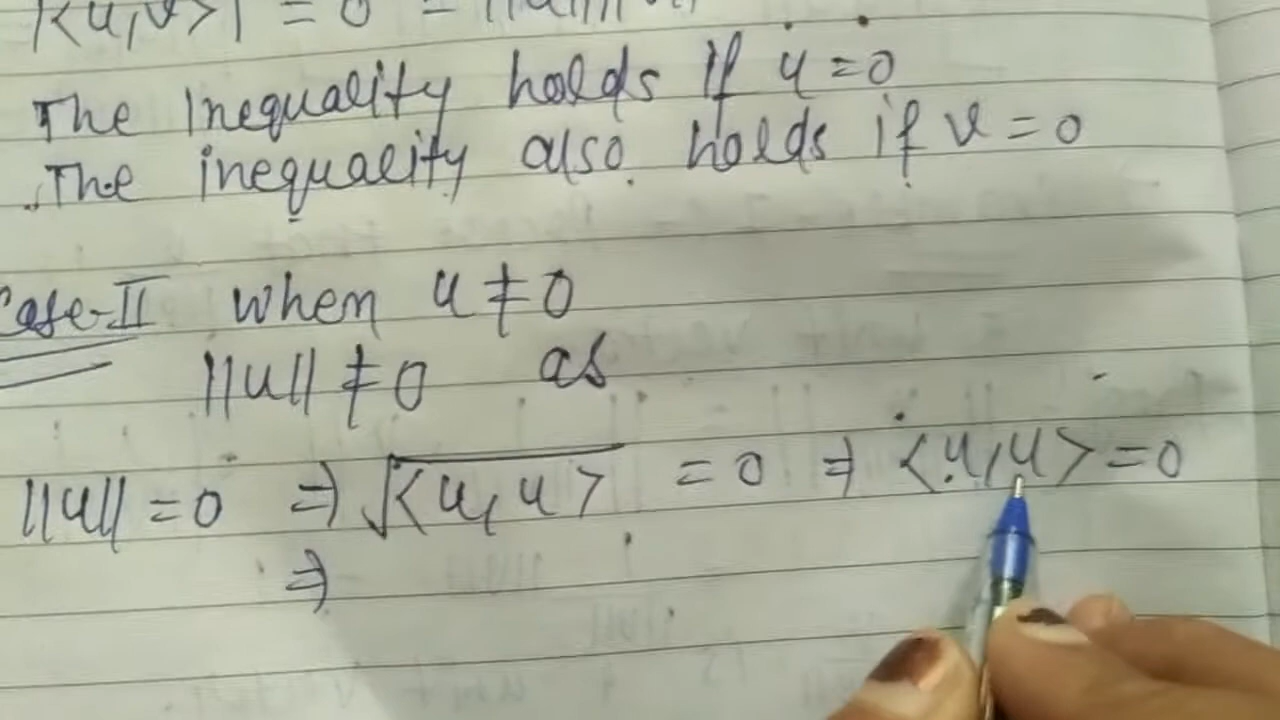 |<u,v>| = 0 = ||u|| ||v||
The Inequality holds If u = 0
The inequality also holds if v = 0
Case-II when u ≠ 0
||u|| ≠ 0 as
||u|| = 0 ⇒ √<u, u> = 0 ⇒ <u, u> = 0
⇒